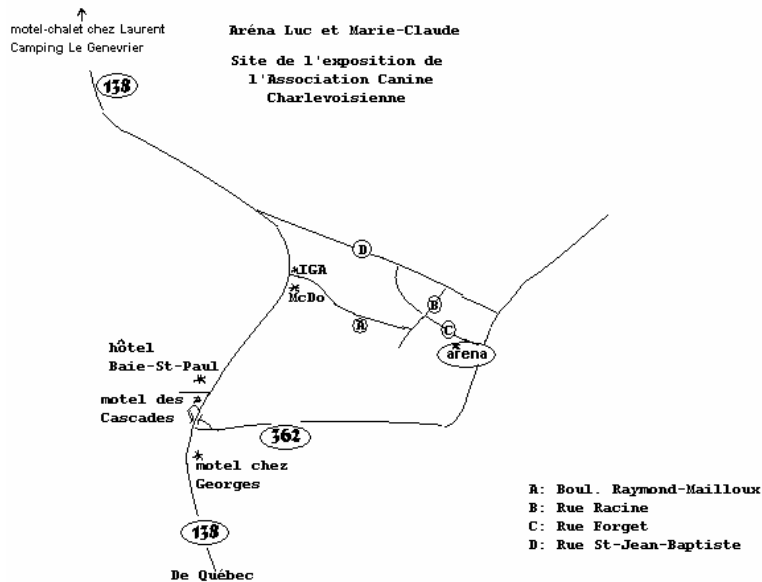 motel-chalet chez Laurent
Camping Le Genevrier
Aréna Luc et Marie-Claude
Site de l'exposition de
l'Association Canine
Charlevoisienne
138
D
IGA
McDo
B
A
C
arena
hôtel
Baie-St-Paul
motel des
Cascades
362
motel chez
Georges
138
De Québec
A: Boul. Raymond-Mailloux
B: Rue Racine
C: Rue Forget
D: Rue St-Jean-Baptiste